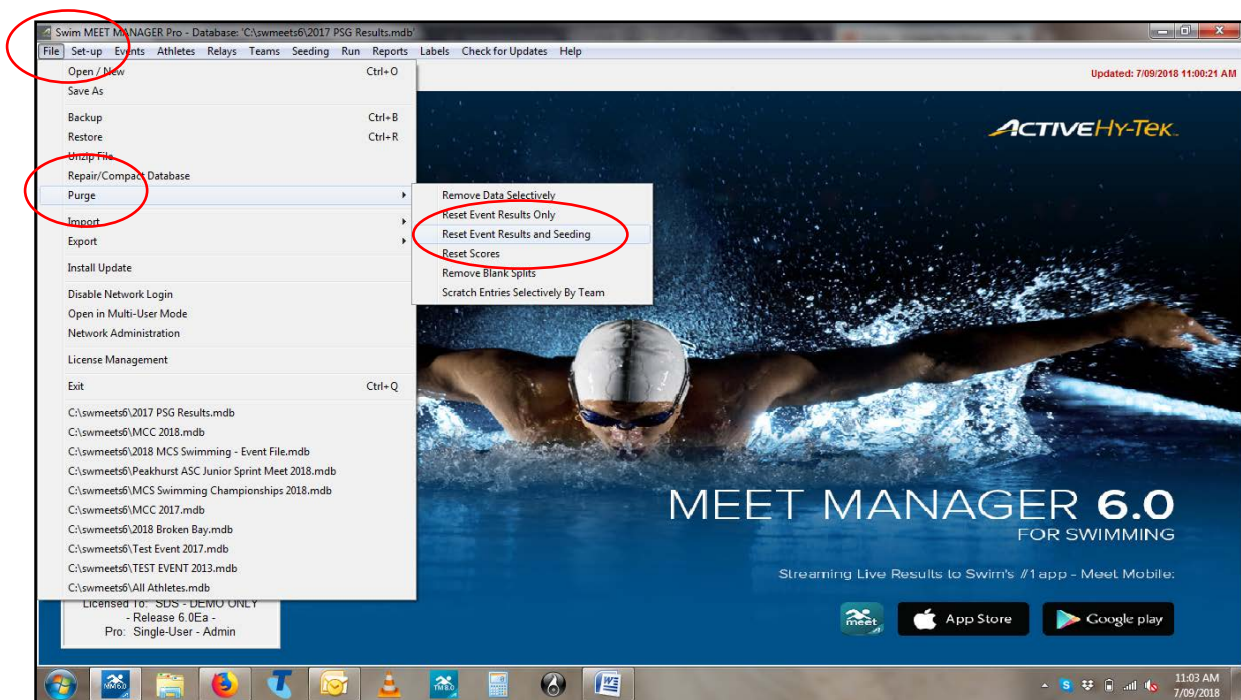 Swim MEET MANAGER Pro - Database: 'C:\swmeets6\2017 PSG Results.mdb'
File Set-up Events Athletes Relays Teams Seeding Run Reports Labels Check for Updates Help
Updated: 7/09/2018 11:00:21 AM
Open / New Ctrl+O
Save As
Backup Ctrl+B
Restore Ctrl+R
Unzip File
Repair/Compact Database
Purge
Import
Export
Install Update
Disable Network Login
Open in Multi-User Mode
Network Administration
License Management
Exit Ctrl+Q
C:\swmeets6\2017 PSG Results.mdb
C:\swmeets6\MCC 2018.mdb
C:\swmeets6\2018 MCS Swimming - Event File.mdb
C:\swmeets6\Peakhurst ASC Junior Sprint Meet 2018.mdb
C:\swmeets6\MCS Swimming Championships 2018.mdb
C:\swmeets6\MCC 2017.mdb
C:\swmeets6\2018 Broken Bay.mdb
C:\swmeets6\Test Event 2017.mdb
C:\swmeets6\TEST EVENT 2013.mdb
C:\swmeets6\All Athletes.mdb
Remove Data Selectively
Reset Event Results Only
Reset Event Results and Seeding
Reset Scores
Remove Blank Splits
Scratch Entries Selectively By Team
Licensed To: SDS - DEMO ONLY
- Release 6.0Ea -
Pro: Single-User - Admin
ACTIVE Hy-Tek
MEET MANAGER 6.0
FOR SWIMMING
Streaming Live Results to Swim's #1 app - Meet Mobile:
meet
App Store
Google play
MM6.0
TM8.0
11:03 AM
7/09/2018